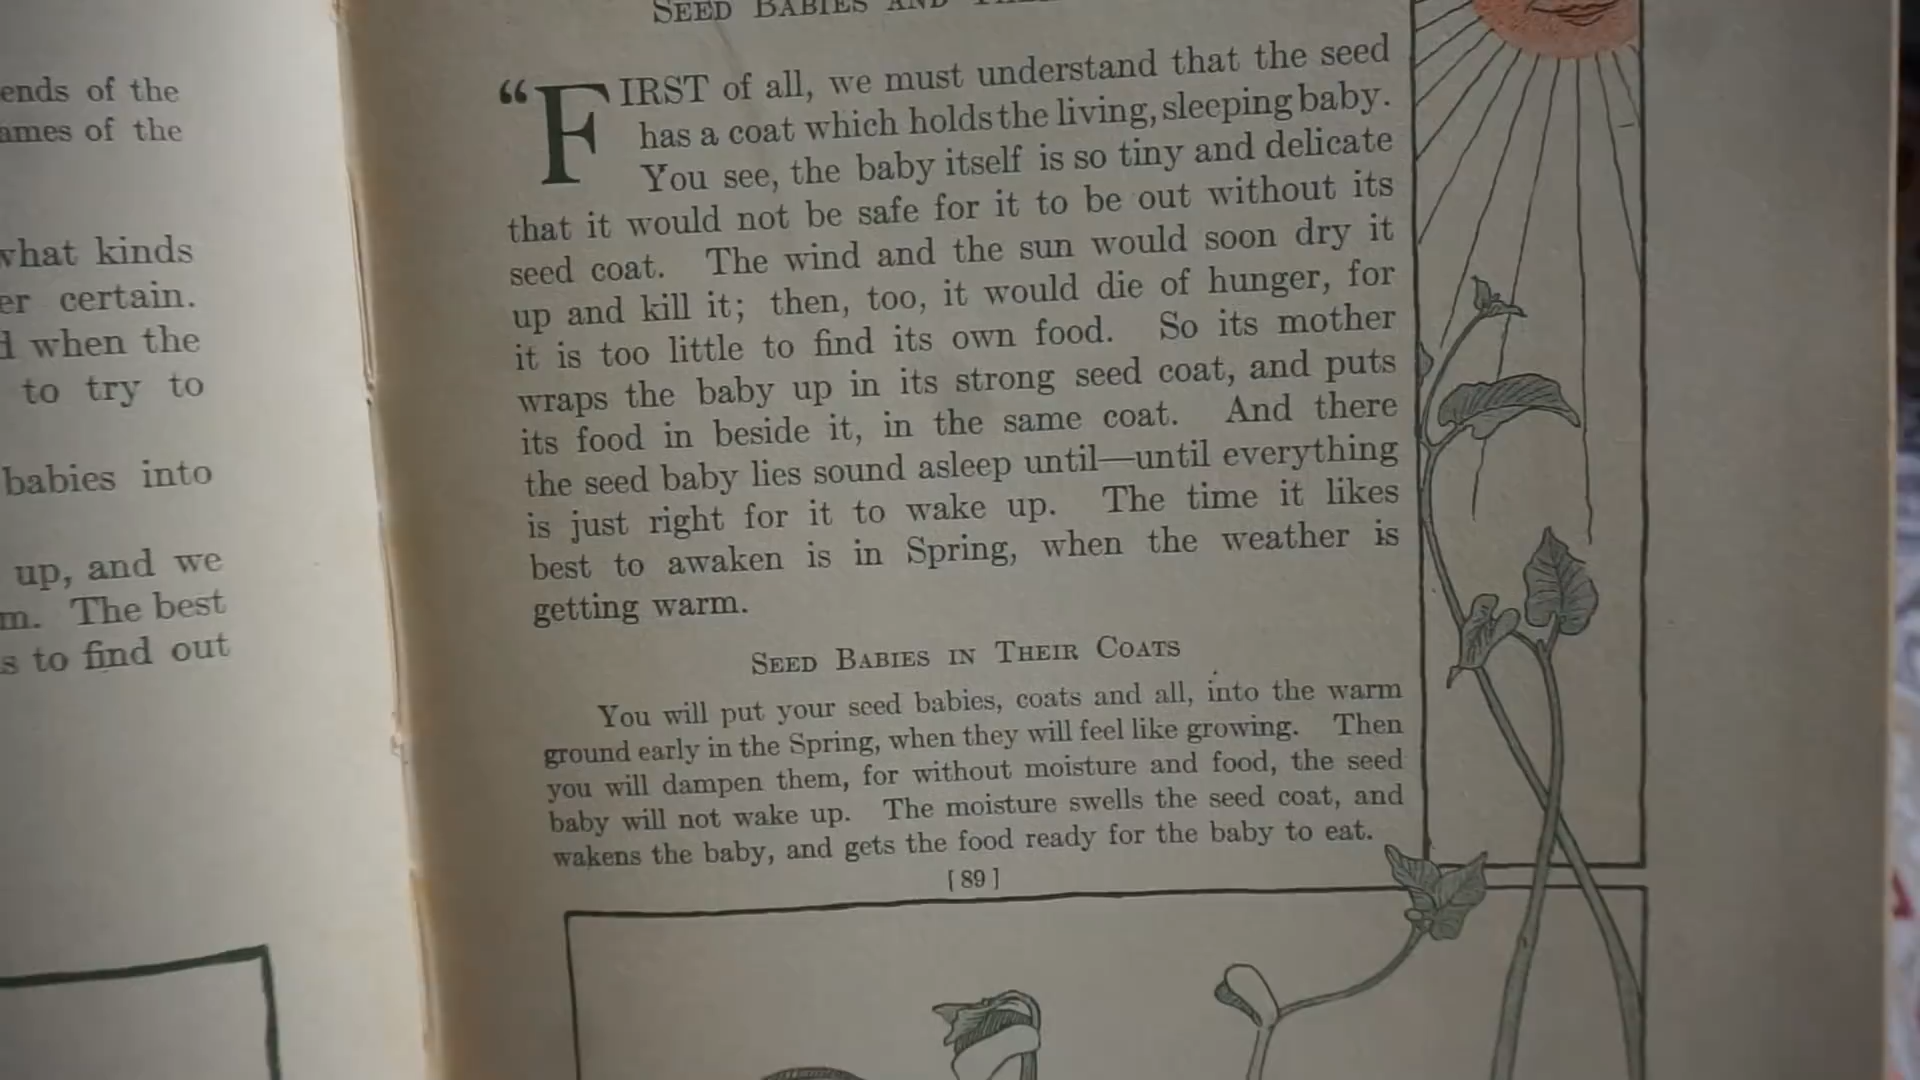 ends of the
ames of the
what kinds
er certain.
d when the
to try to
babies into
up, and we
m. The best
s to find out
SEED BABIES AND
“FIRST of all, we must understand that the seed
has a coat which holds the living, sleeping baby.
You see, the baby itself is so tiny and delicate
that it would not be safe for it to be out without its
seed coat. The wind and the sun would soon dry it
up and kill it; then, too, it would die of hunger, for
it is too little to find its own food. So its mother
wraps the baby up in its strong seed coat, and puts
its food in beside it, in the same coat. And there
the seed baby lies sound asleep until—until everything
is just right for it to wake up. The time it likes
best to awaken is in Spring, when the weather is
getting warm.
SEED BABIES IN THEIR COATS
You will put your seed babies, coats and all, into the warm
ground early in the Spring, when they will feel like growing. Then
you will dampen them, for without moisture and food, the seed
baby will not wake up. The moisture swells the seed coat, and
wakens the baby, and gets the food ready for the baby to eat.
[ 89 ]